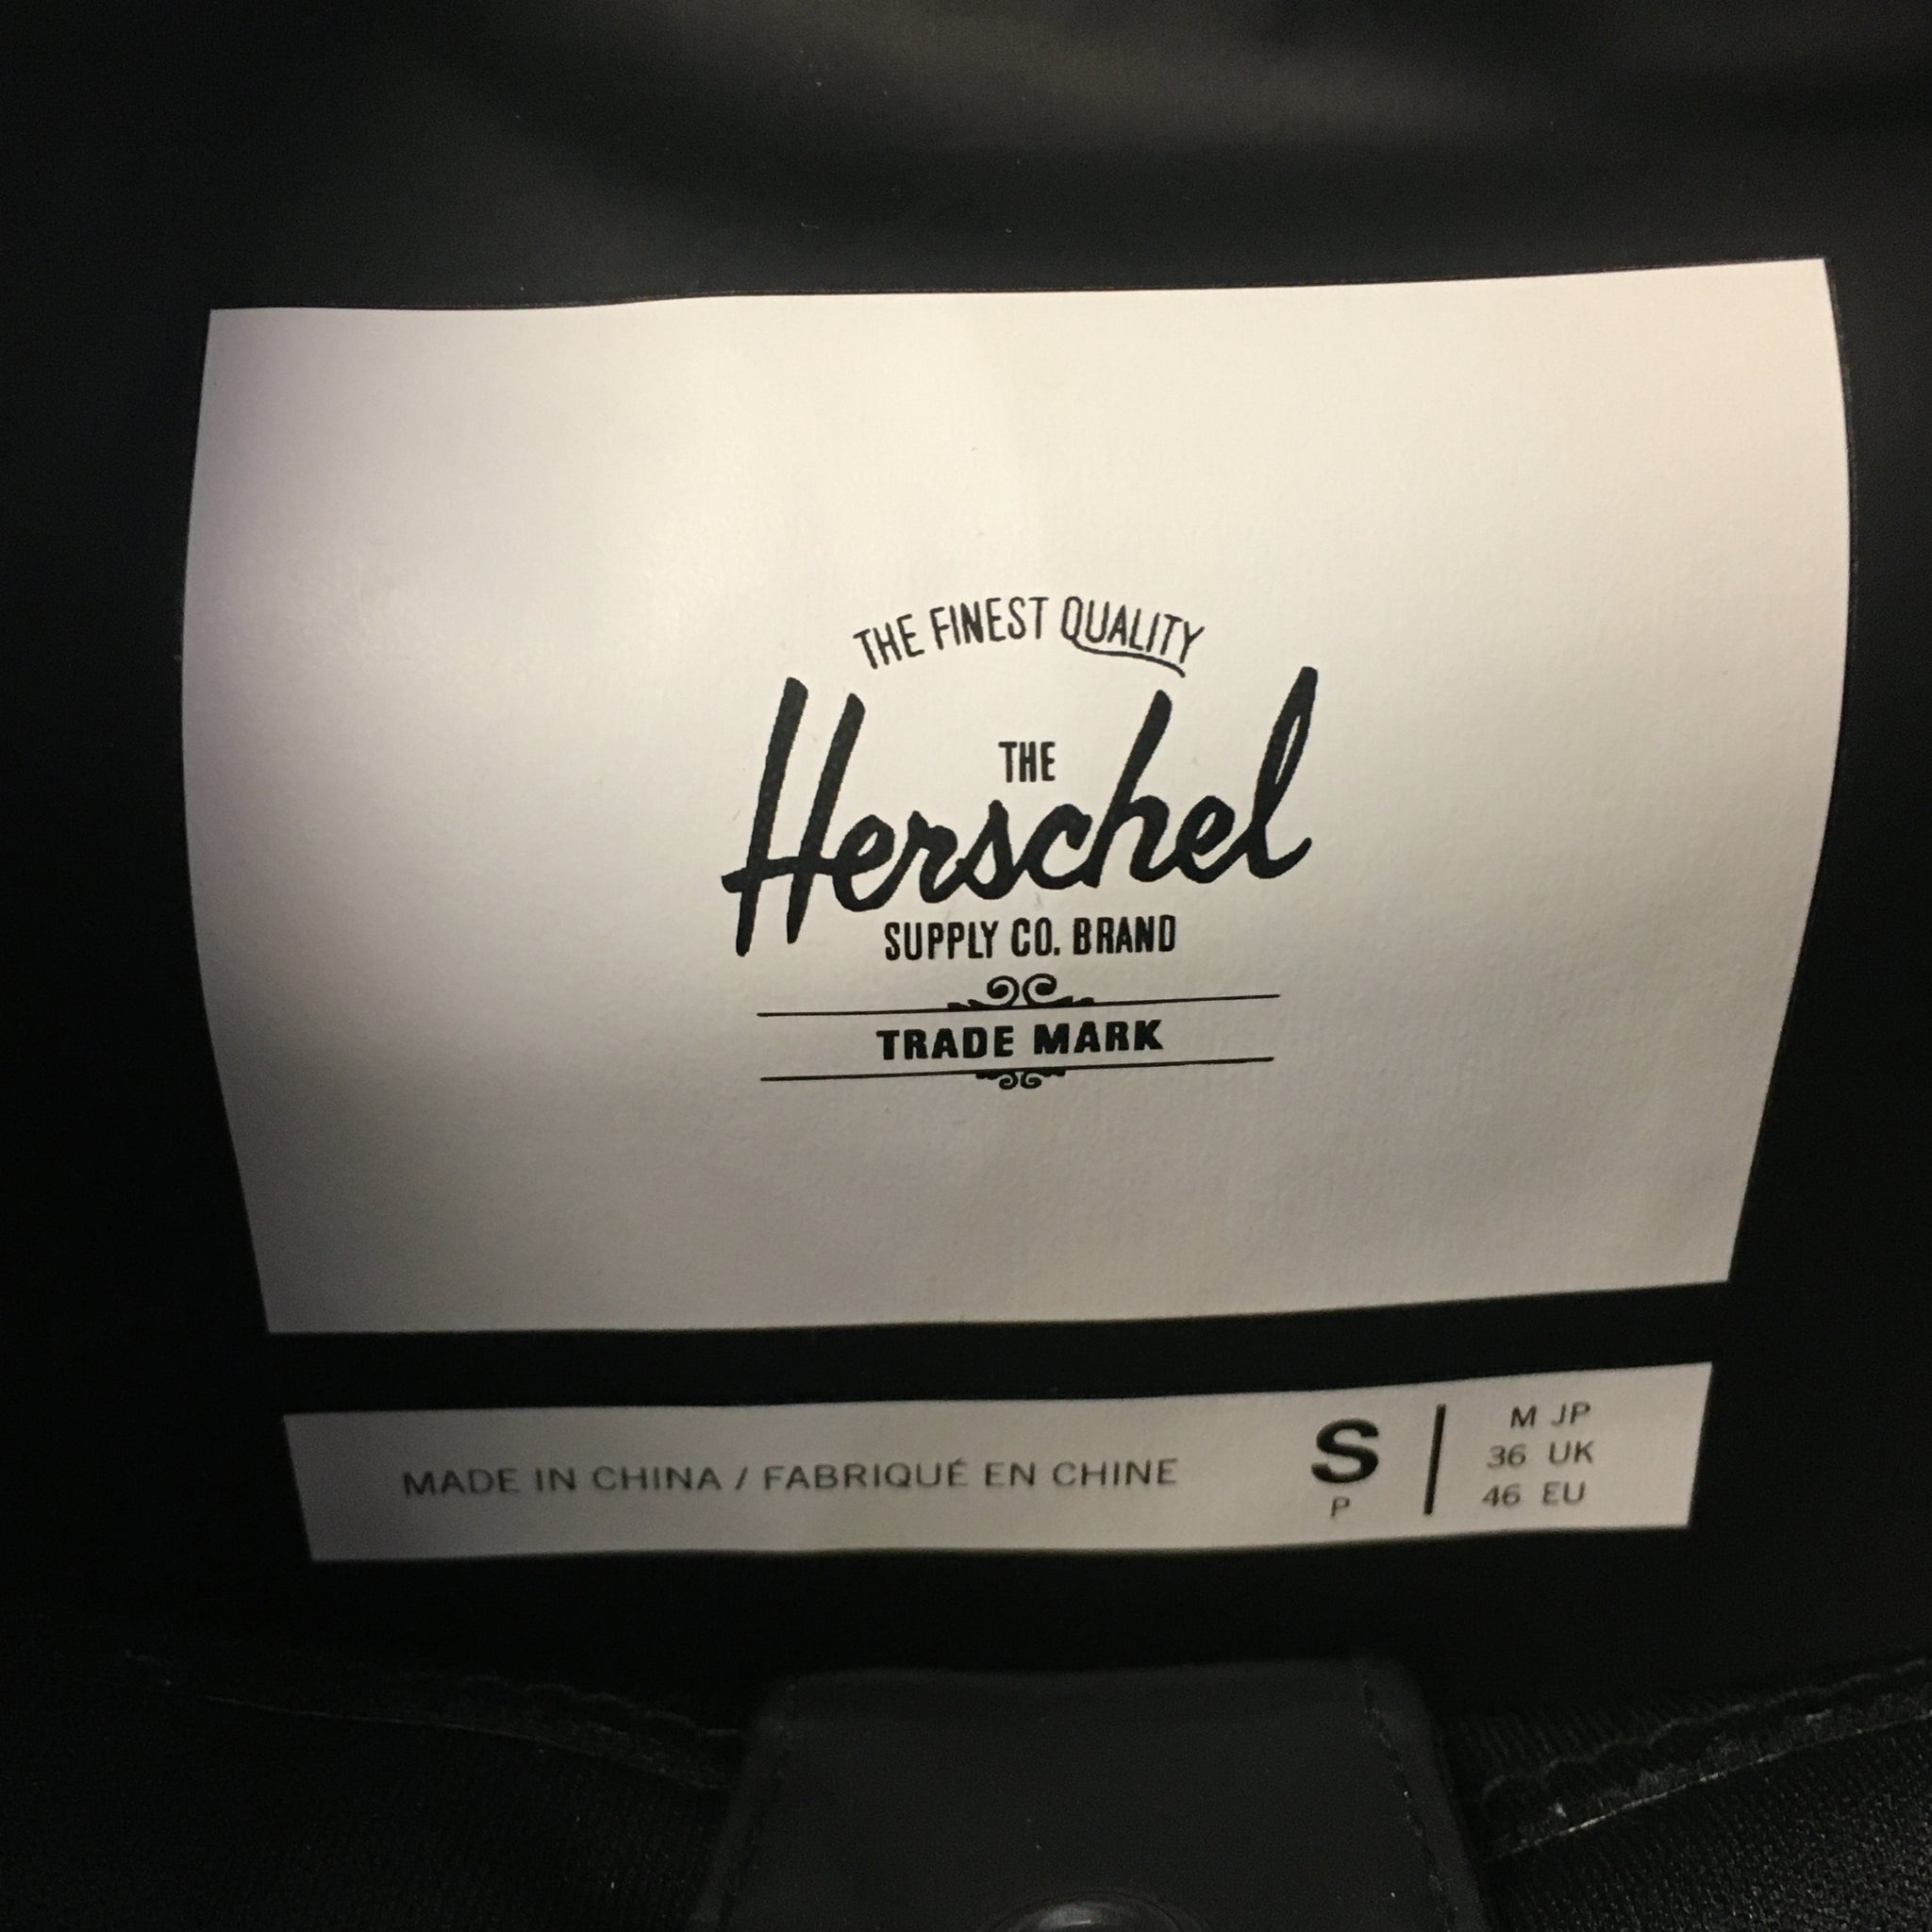 THE FINEST QUALITY
THE
Herschel
SUPPLY CO. BRAND
TRADE MARK
MADE IN CHINA / FABRIQUÉ EN CHINE
S
P
M JP
36 UK
46 EU